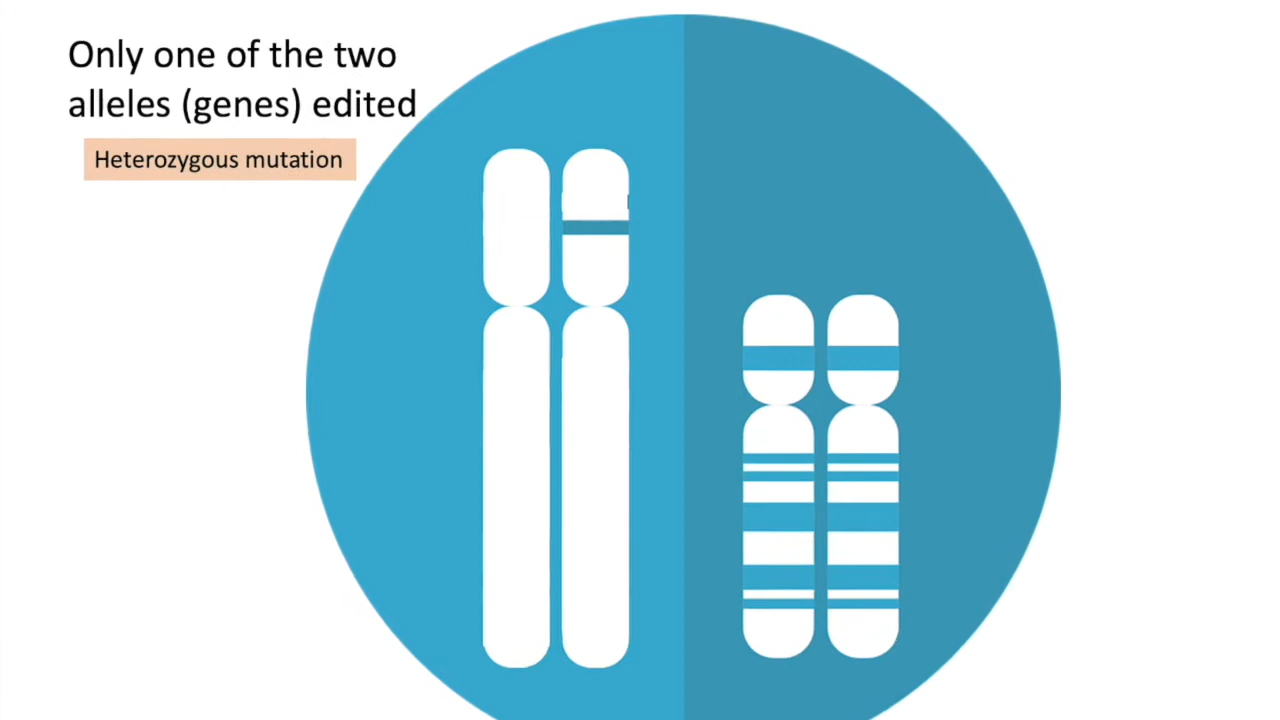 Only one of the two
alleles (genes) edited
Heterozygous mutation